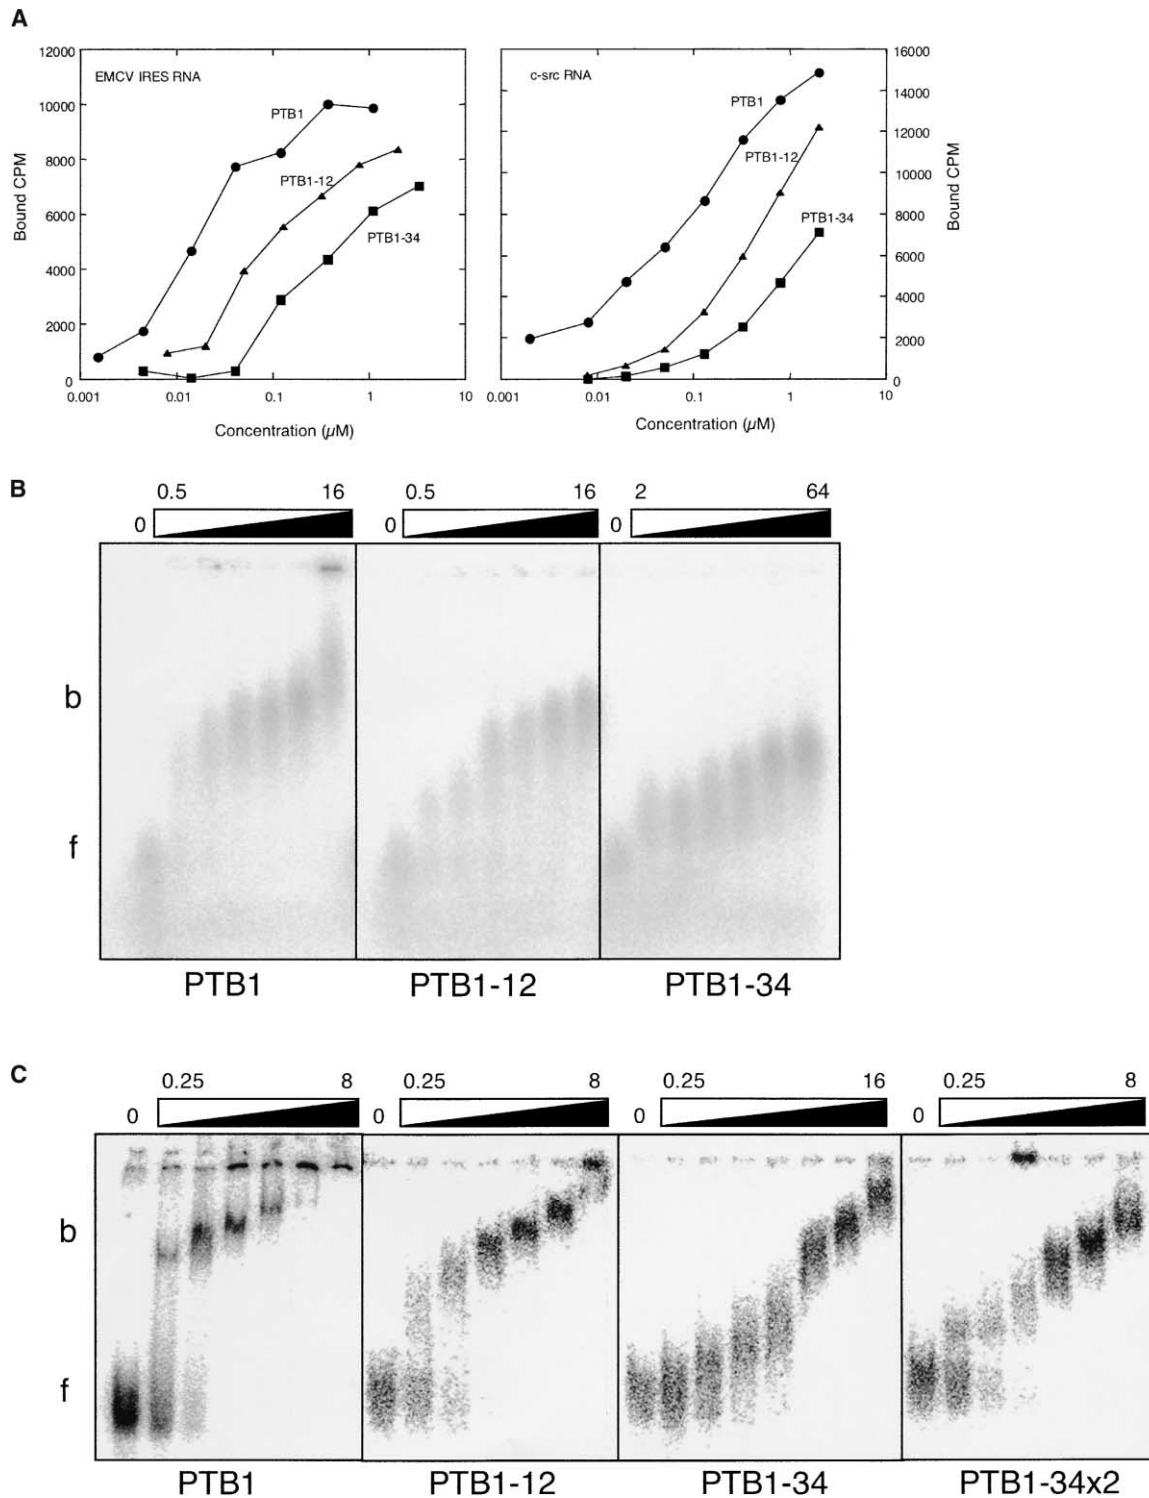 A
12000
10000
8000
6000
4000
2000
0
Bound CPM
EMCV IRES RNA
PTB1
PTB1-12
PTB1-34
0.001 0.01 0.1 1 10
Concentration (µM)
c-src RNA
PTB1
PTB1-12
PTB1-34
16000
14000
12000
10000
8000
6000
4000
2000
0
Bound CPM
0.001 0.01 0.1 1 10
Concentration (µM)
B
0.5 16 0.5 16 2 64
0 0 0
b
f
PTB1 PTB1-12 PTB1-34
C
0.25 8 0.25 8 0.25 16 0.25 8
0 0 0 0
b
f
PTB1 PTB1-12 PTB1-34 PTB1-34x2